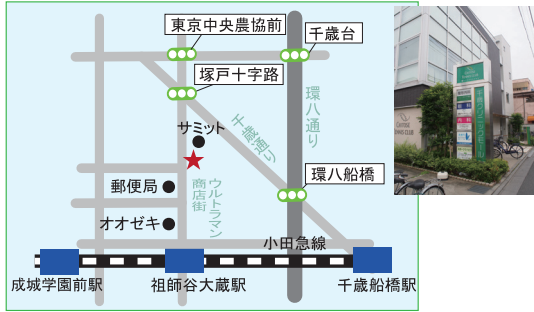 東京中央農協前
千歳台
塚戸十字路
環八通り
千歳通り
サミット
環八船橋
郵便局
ウルトラマン
商店街
オオゼキ
小田急線
成城学園前駅
祖師谷大蔵駅
千歳船橋駅